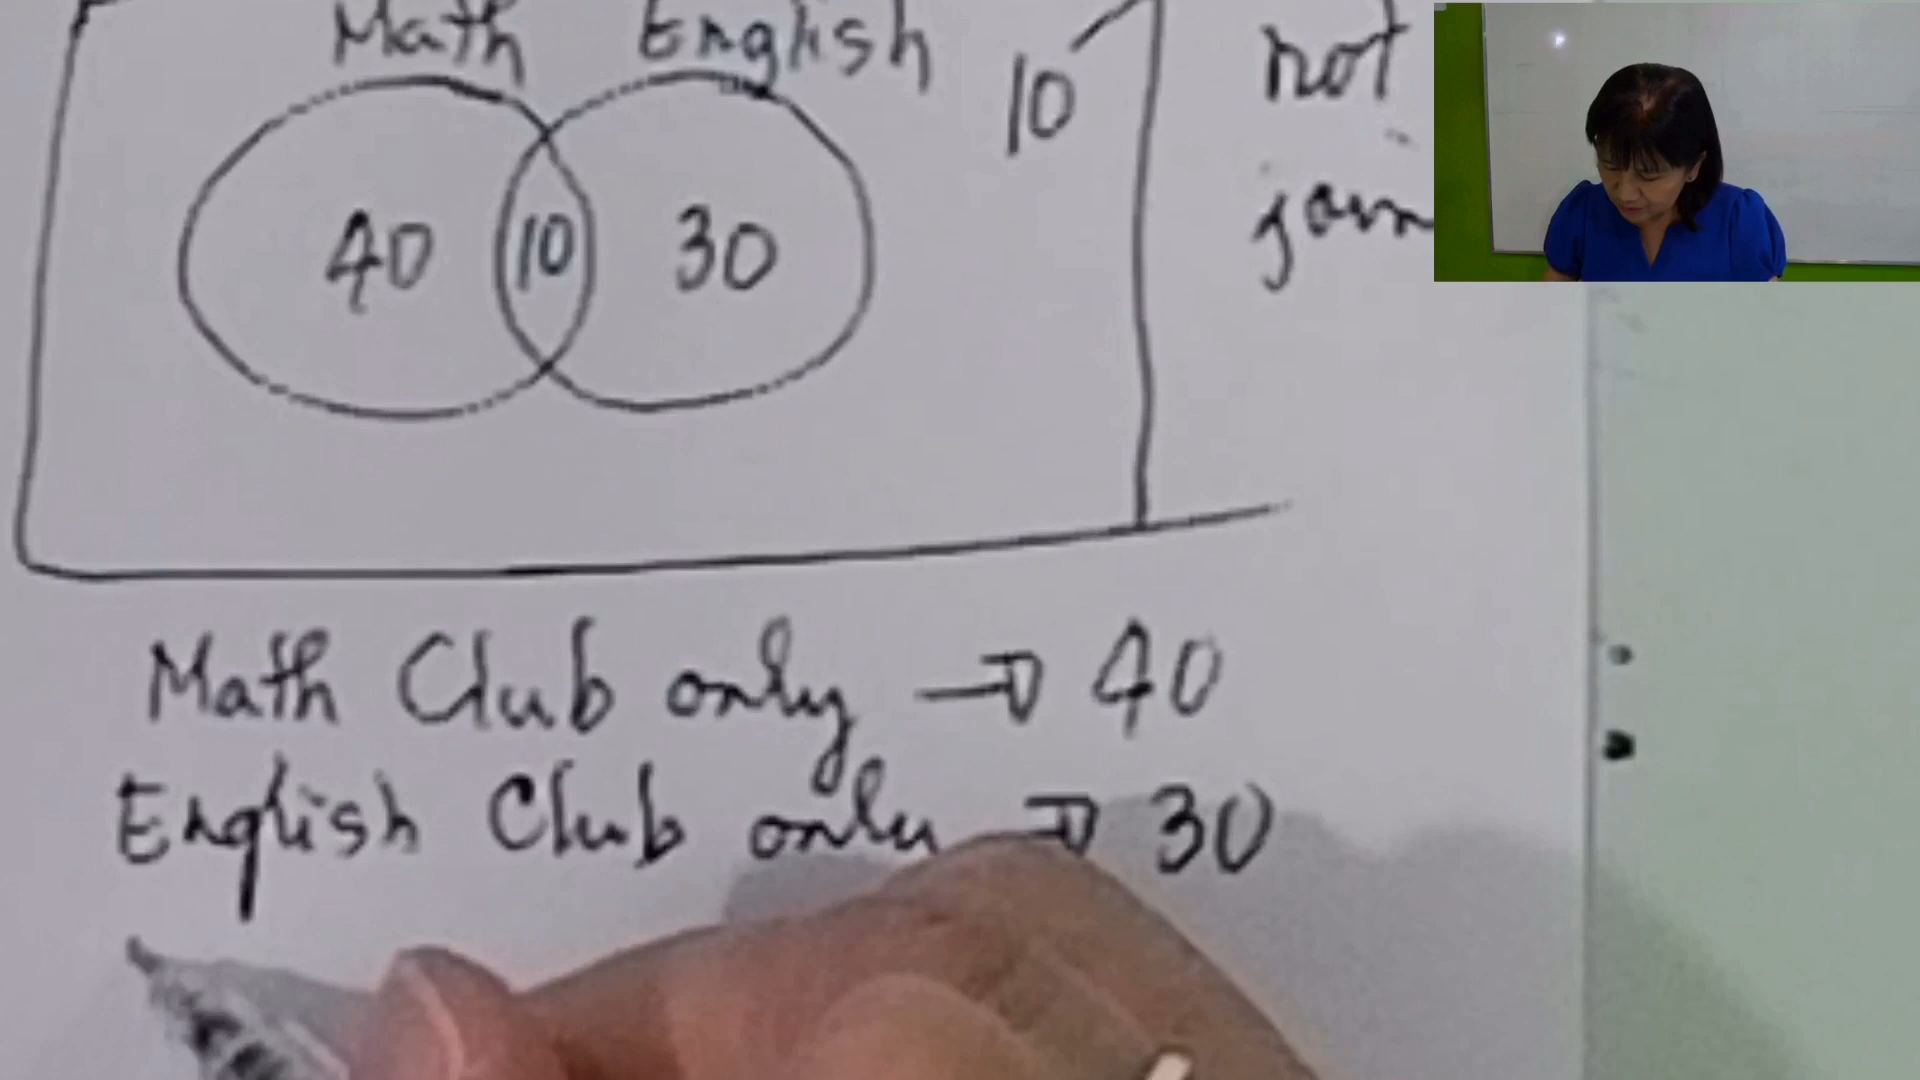 Math English
10
not
join
40 10 30
Math Club only → 40
English Club only → 30